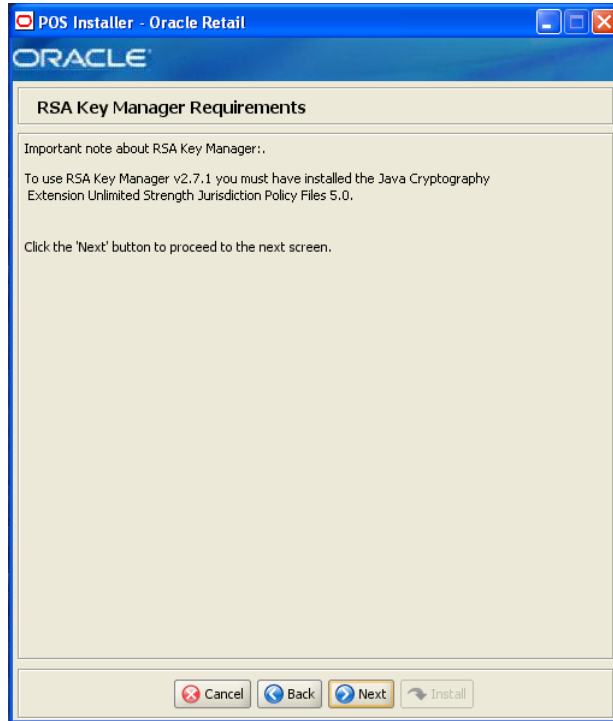 POS Installer - Oracle Retail
ORACLE
RSA Key Manager Requirements
Important note about RSA Key Manager:.
To use RSA Key Manager v2.7.1 you must have installed the Java Cryptography
Extension Unlimited Strength Jurisdiction Policy Files 5.0.
Click the 'Next' button to proceed to the next screen.
Cancel Back Next Install